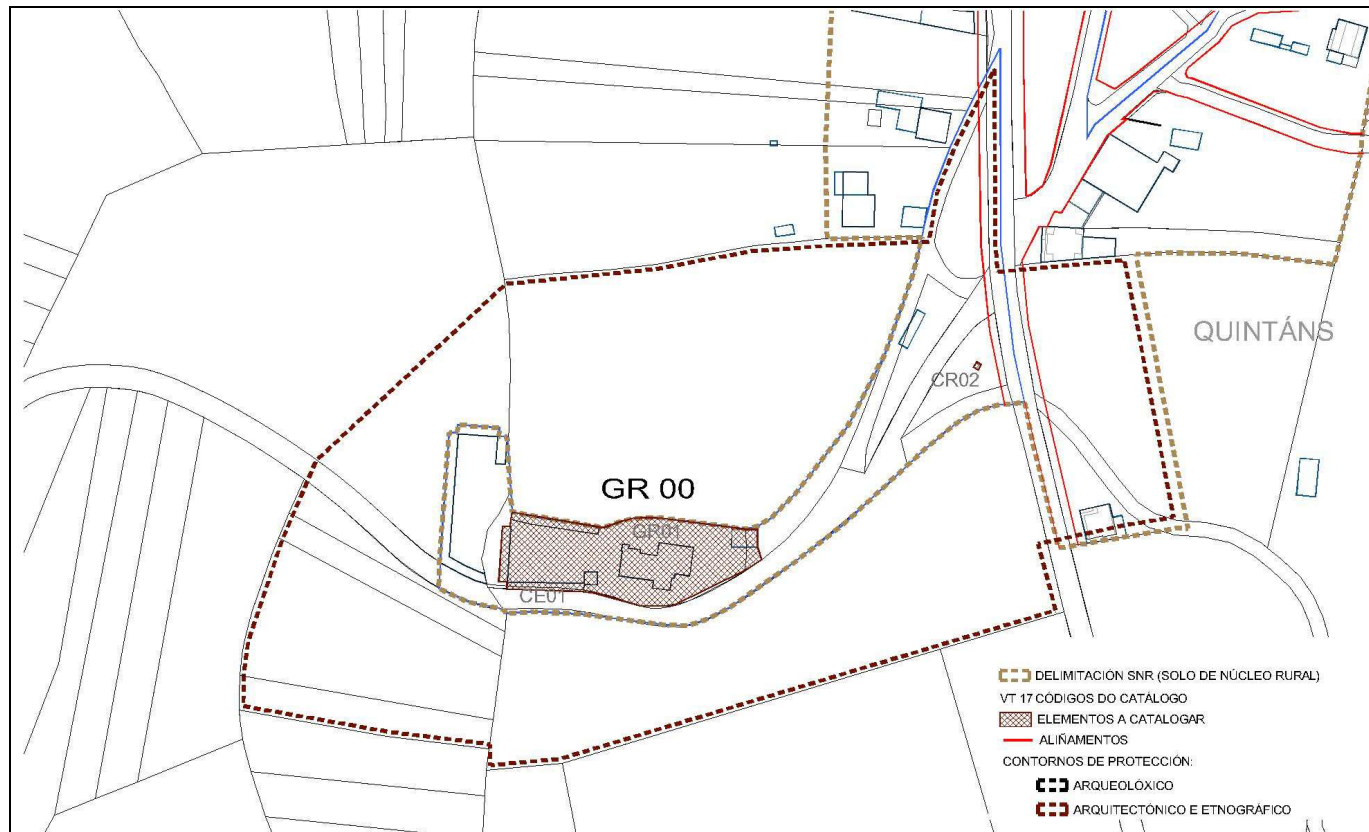 QUINTÁNS
CR02
GR 00
GR01
CE01
DELIMITACIÓN SNR (SOLO DE NÚCLEO RURAL)
VT 17 CÓDIGOS DO CATÁLOGO
ELEMENTOS A CATALOGAR
ALIÑAMENTOS
CONTORNOS DE PROTECCIÓN:
ARQUEOLÓXICO
ARQUITECTÓNICO E ETNOGRÁFICO